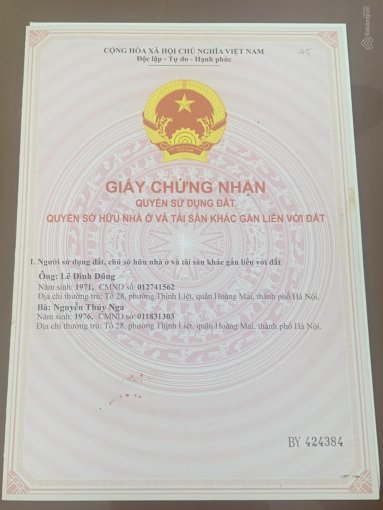 CỘNG HÒA XÃ HỘI CHỦ NGHĨA VIỆT NAM
Độc lập - Tự do - Hạnh phúc
GIẤY CHỨNG NHẬN
QUYỀN SỬ DỤNG ĐẤT
QUYỀN SỞ HỮU NHÀ Ở VÀ TÀI SẢN KHÁC GẮN LIỀN VỚI ĐẤT
I. Người sử dụng đất, chủ sở hữu nhà ở và tài sản khác gắn liền với đất
Ông: Lê Đình Dũng
Năm sinh: 1971, CMND số: 012741562
Địa chỉ thường trú: Tổ 28, phường Thịnh Liệt, quận Hoàng Mai, thành phố Hà Nội.
Bà: Nguyễn Thúy Nga
Năm sinh: 1976, CMND số: 011831303
Địa chỉ thường trú: Tổ 28, phường Thịnh Liệt, quận Hoàng Mai, thành phố Hà Nội.
BY 424384
Batdongsan